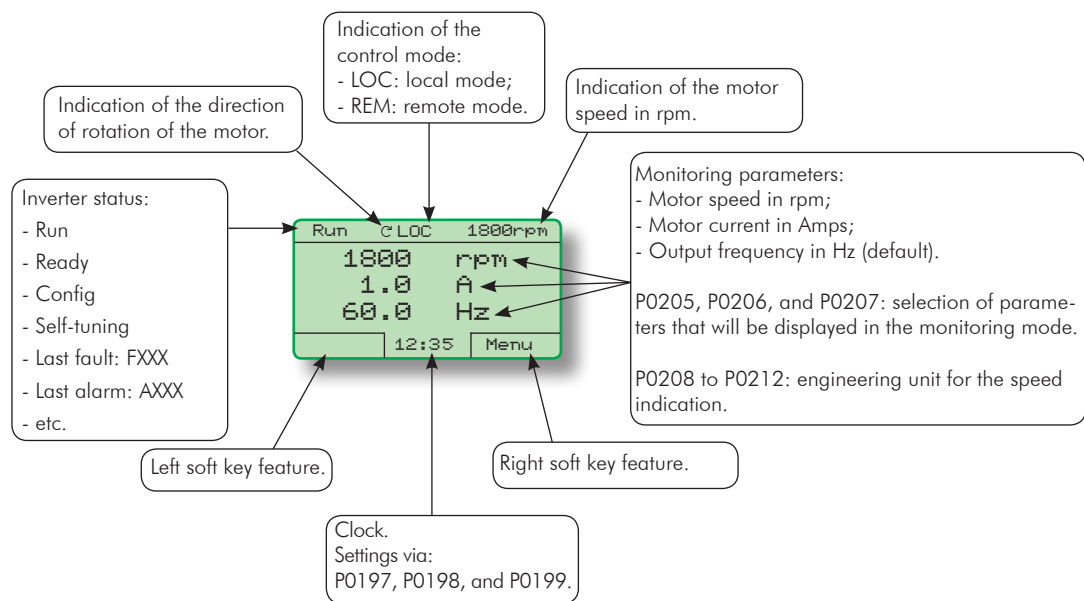 Indication of the
control mode:
- LOC: local mode;
- REM: remote mode.
Indication of the direction
of rotation of the motor.
Indication of the motor
speed in rpm.
Inverter status:
- Run
- Ready
- Config
- Self-tuning
- Last fault: FXXX
- Last alarm: AXXX
- etc.
Run LOC 1800rpm
1800 rpm
1.0 A
60.0 Hz
12:35 Menu
Monitoring parameters:
- Motor speed in rpm;
- Motor current in Amps;
- Output frequency in Hz (default).
P0205, P0206, and P0207: selection of parame-
ters that will be displayed in the monitoring mode.
P0208 to P0212: engineering unit for the speed
indication.
Left soft key feature.
Right soft key feature.
Clock.
Settings via:
P0197, P0198, and P0199.